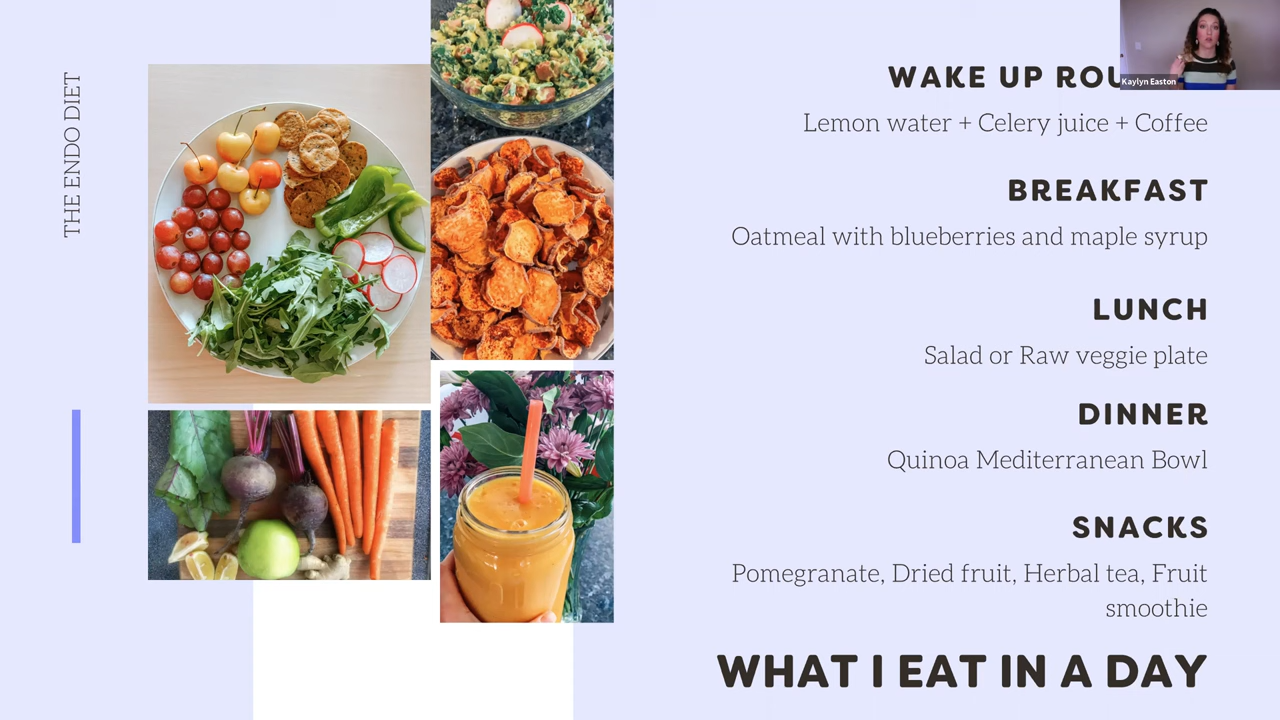 THE ENDO DIET
WAKE UP ROU
Kaylyn Easton
Lemon water + Celery juice + Coffee
BREAKFAST
Oatmeal with blueberries and maple syrup
LUNCH
Salad or Raw veggie plate
DINNER
Quinoa Mediterranean Bowl
SNACKS
Pomegranate, Dried fruit, Herbal tea, Fruit
smoothie
WHAT I EAT IN A DAY